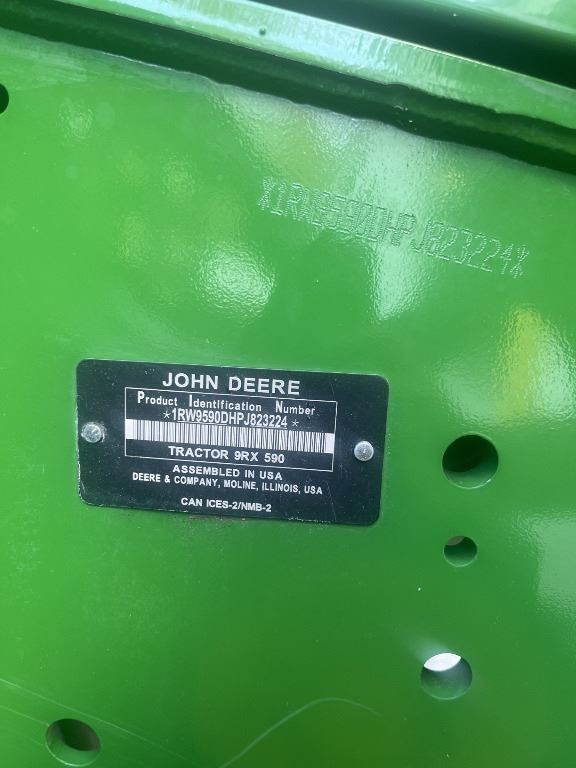 *1RW9590DHPJ823224*
JOHN DEERE
Product Identification Number
*1RW9590DHPJ823224*
TRACTOR 9RX 590
ASSEMBLED IN USA
DEERE & COMPANY, MOLINE, ILLINOIS, USA
CAN ICES-2/NMB-2